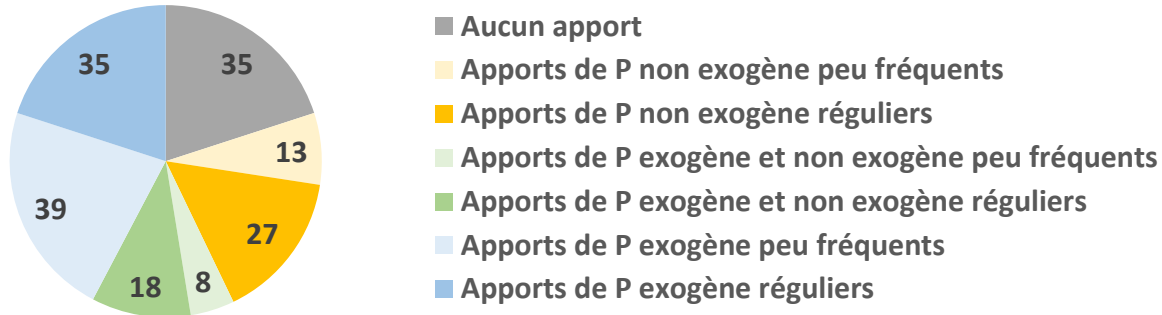 35
35
13
27
8
18
39
Aucun apport
Apports de P non exogène peu fréquents
Apports de P non exogène réguliers
Apports de P exogène et non exogène peu fréquents
Apports de P exogène et non exogène réguliers
Apports de P exogène peu fréquents
Apports de P exogène réguliers